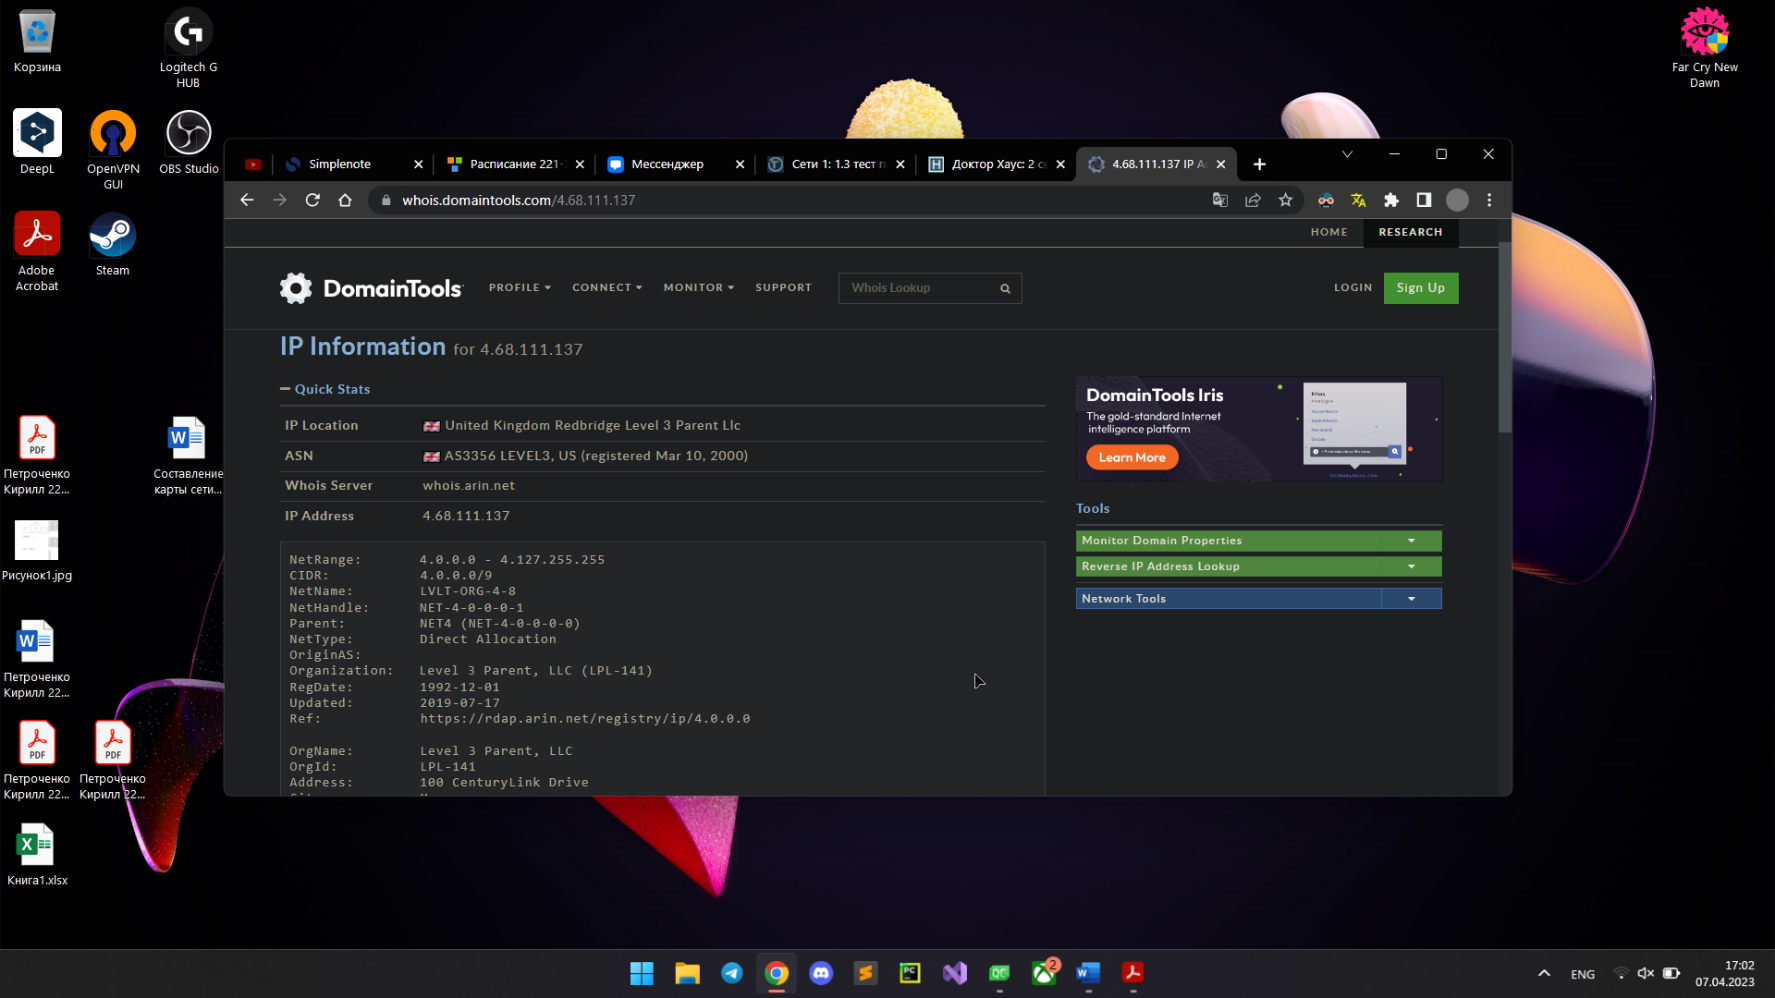 Корзина
Logitech G
HUB
Far Cry New
Dawn
DeepL
OpenVPN
GUI
OBS Studio
Adobe
Acrobat
Steam
Simplenote
Расписание 221-
Мессенджер
Сети 1: 1.3 тест п
Доктор Хаус: 2 се
4.68.111.137 IP A
whois.domaintools.com/4.68.111.137
HOME
RESEARCH
DomainTools
PROFILE
CONNECT
MONITOR
SUPPORT
Whois Lookup
LOGIN
Sign Up
IP Information for 4.68.111.137
Quick Stats
IP Location United Kingdom Redbridge Level 3 Parent Llc
ASN AS3356 LEVEL3, US (registered Mar 10, 2000)
Whois Server whois.arin.net
IP Address 4.68.111.137
NetRange: 4.0.0.0 - 4.127.255.255
CIDR: 4.0.0.0/9
NetName: LVLT-ORG-4-8
NetHandle: NET-4-0-0-0-1
Parent: NET4 (NET-4-0-0-0-0)
NetType: Direct Allocation
OriginAS:
Organization: Level 3 Parent, LLC (LPL-141)
RegDate: 1992-12-01
Updated: 2019-07-17
Ref: https://rdap.arin.net/registry/ip/4.0.0.0
OrgName: Level 3 Parent, LLC
OrgId: LPL-141
Address: 100 CenturyLink Drive
DomainTools Iris
The gold-standard Internet
intelligence platform
Learn More
Tools
Monitor Domain Properties
Reverse IP Address Lookup
Network Tools
PDF
Петроченко
Кирилл 22...
Составление
карты сети...
Рисунок1.jpg
Петроченко
Кирилл 22...
PDF
Петроченко
Кирилл 22...
PDF
Петроченко
Кирилл 22...
Книга1.xlsx
2
ENG
17:02
07.04.2023